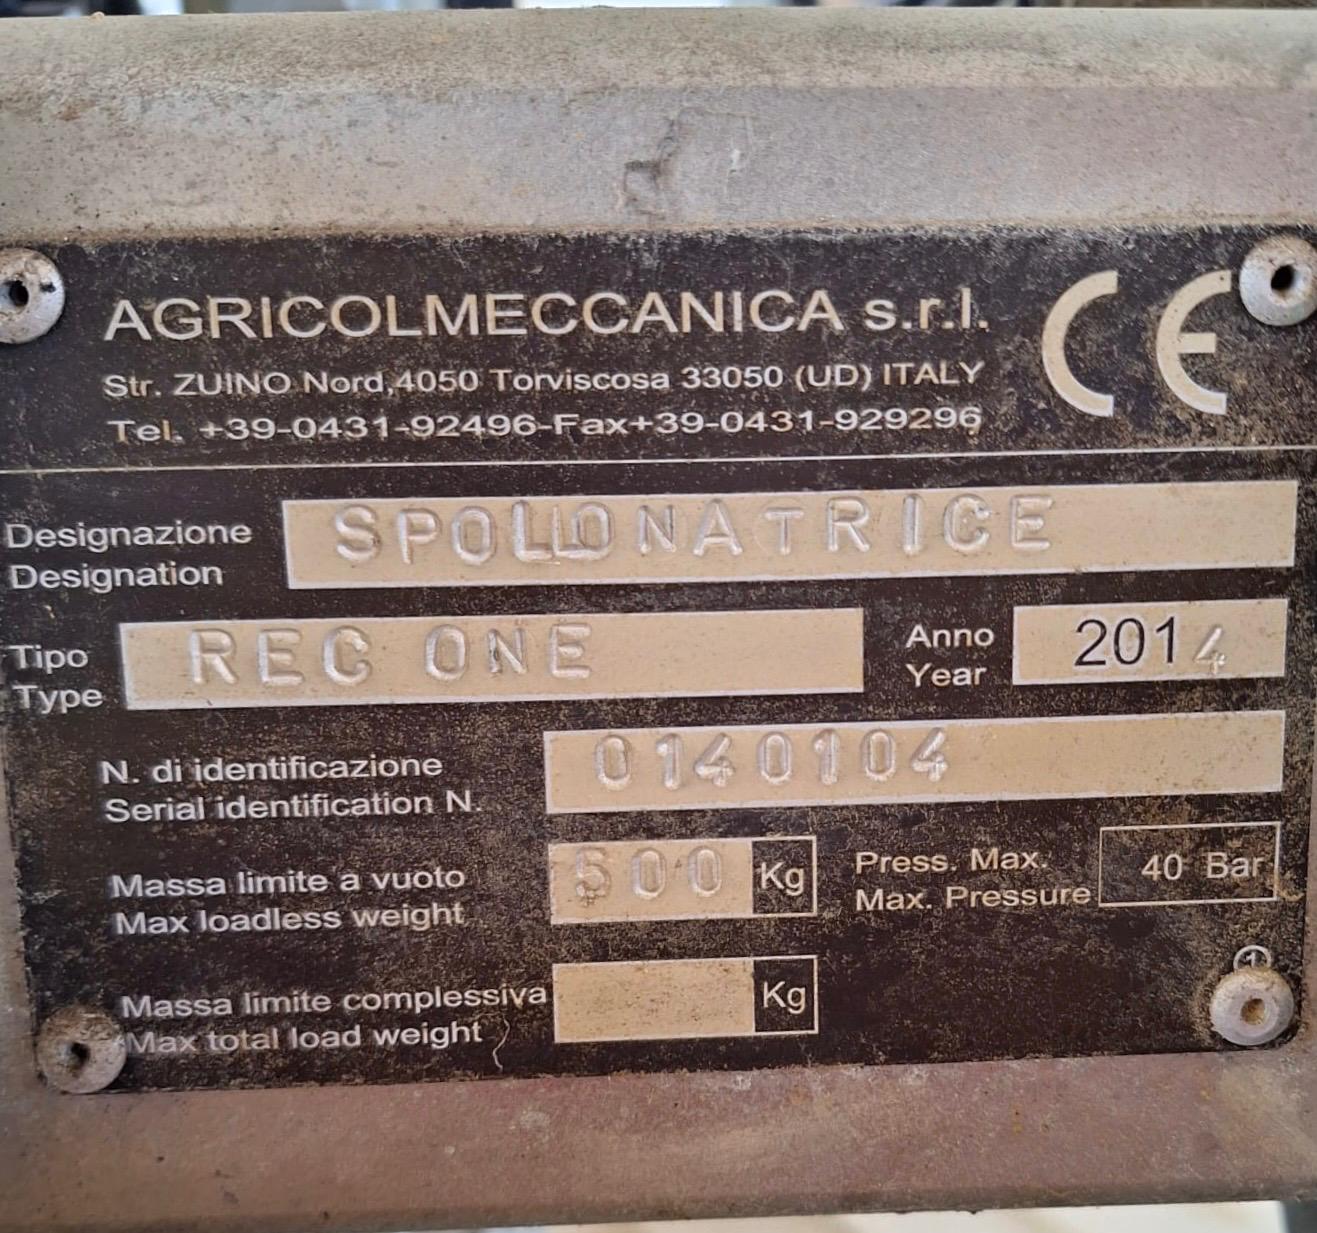 AGRICOLMECCANICA s.r.l. CE
Str. ZUINO Nord,4050 Torviscosa 33050 (UD) ITALY
Tel. +39-0431-92496-Fax+39-0431-929296
Designazione
Designation
SPOLLONATRICE
Tipo
Type
REC ONE
Anno
Year
2014
N. di identificazione
Serial identification N.
0140104
Massa limite a vuoto
Max loadless weight
500 Kg
Press. Max.
Max. Pressure
40 Bar
Massa limite complessiva
Max total load weight
Kg
1